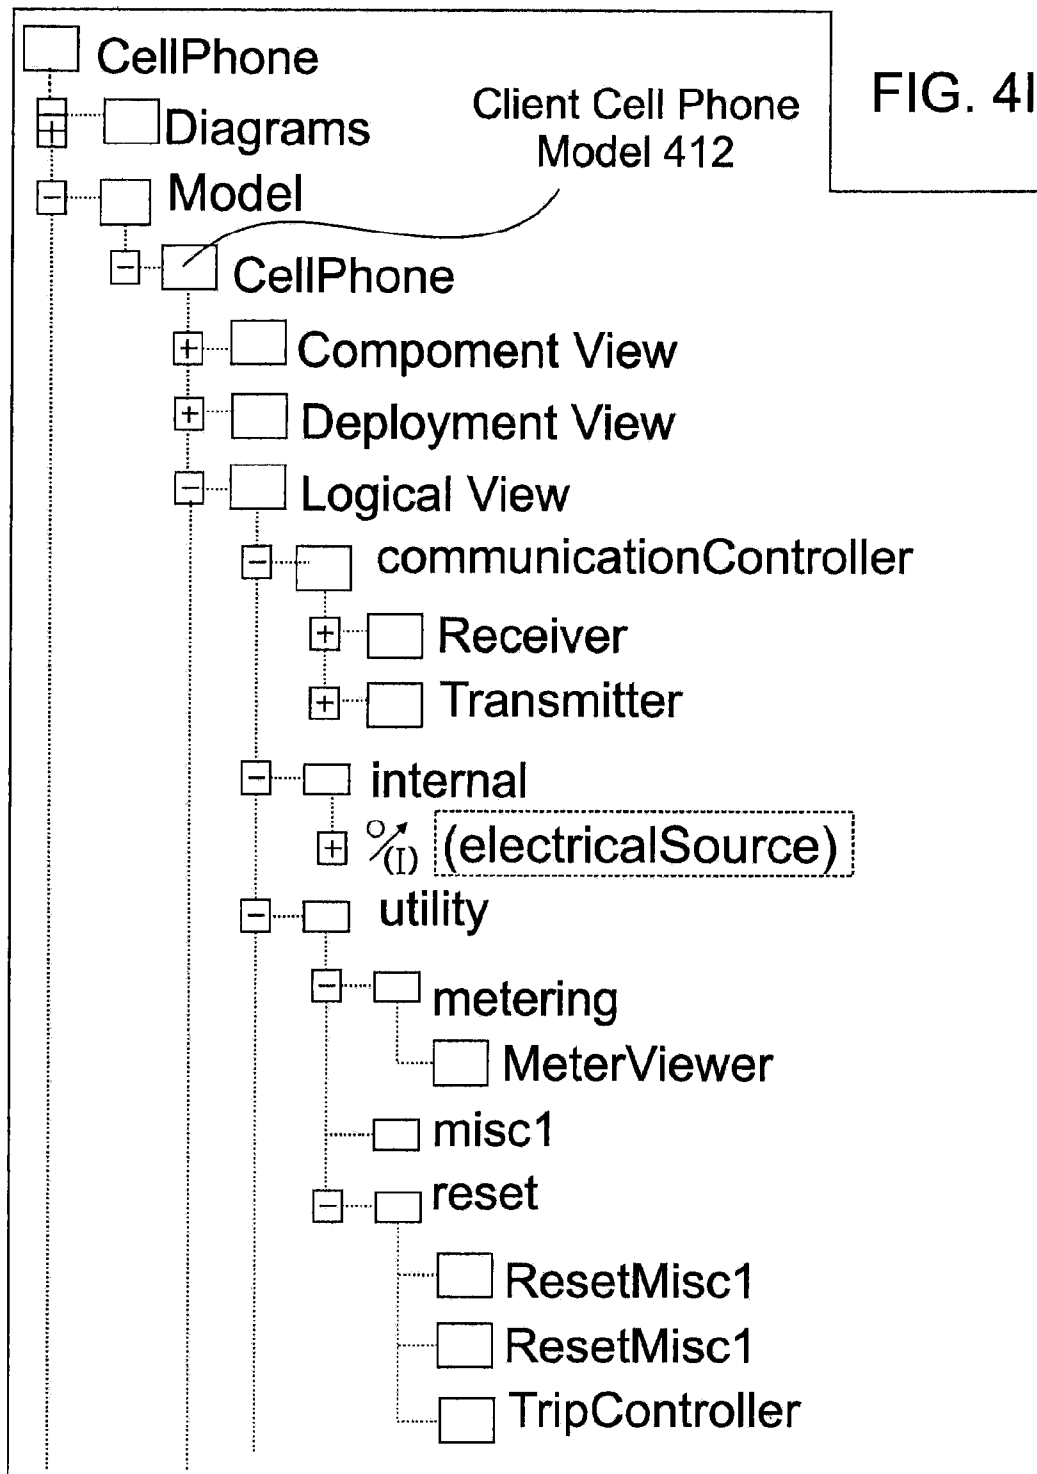 CellPhone
FIG. 4I
Client Cell Phone
Model 412
Diagrams
Model
CellPhone
Compoment View
Deployment View
Logical View
communicationController
Receiver
Transmitter
internal
(I) (electricalSource)
utility
metering
MeterViewer
misc1
reset
ResetMisc1
ResetMisc1
TripController